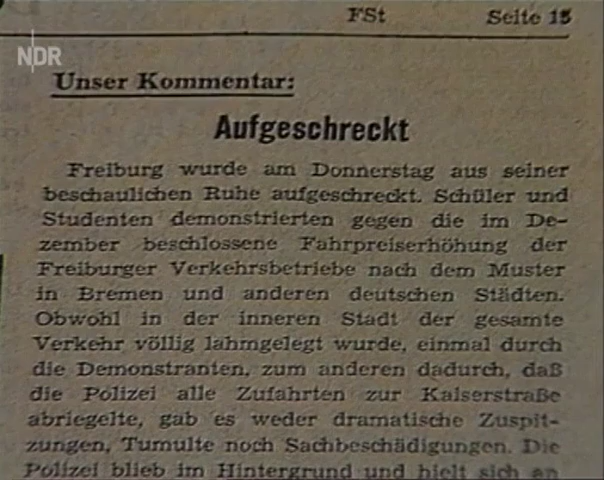 FSt Seite 15
NDR
Unser Kommentar:
Aufgeschreckt
Freiburg wurde am Donnerstag aus seiner
beschaulichen Ruhe aufgeschreckt. Schüler und
Studenten demonstrierten gegen die im De-
zember beschlossene Fahrpreiserhöhung der
Freiburger Verkehrsbetriebe nach dem Muster
in Bremen und anderen deutschen Städten.
Obwohl in der inneren Stadt der gesamte
Verkehr völlig lahmgelegt wurde, einmal durch
die Demonstranten, zum anderen dadurch, daß
die Polizei alle Zufahrten zur Kaiserstraße
abriegelte, gab es weder dramatische Zuspit-
zungen, Tumulte noch Sachbeschädigungen. Die
Polizei blieb im Hintergrund und hielt sich an